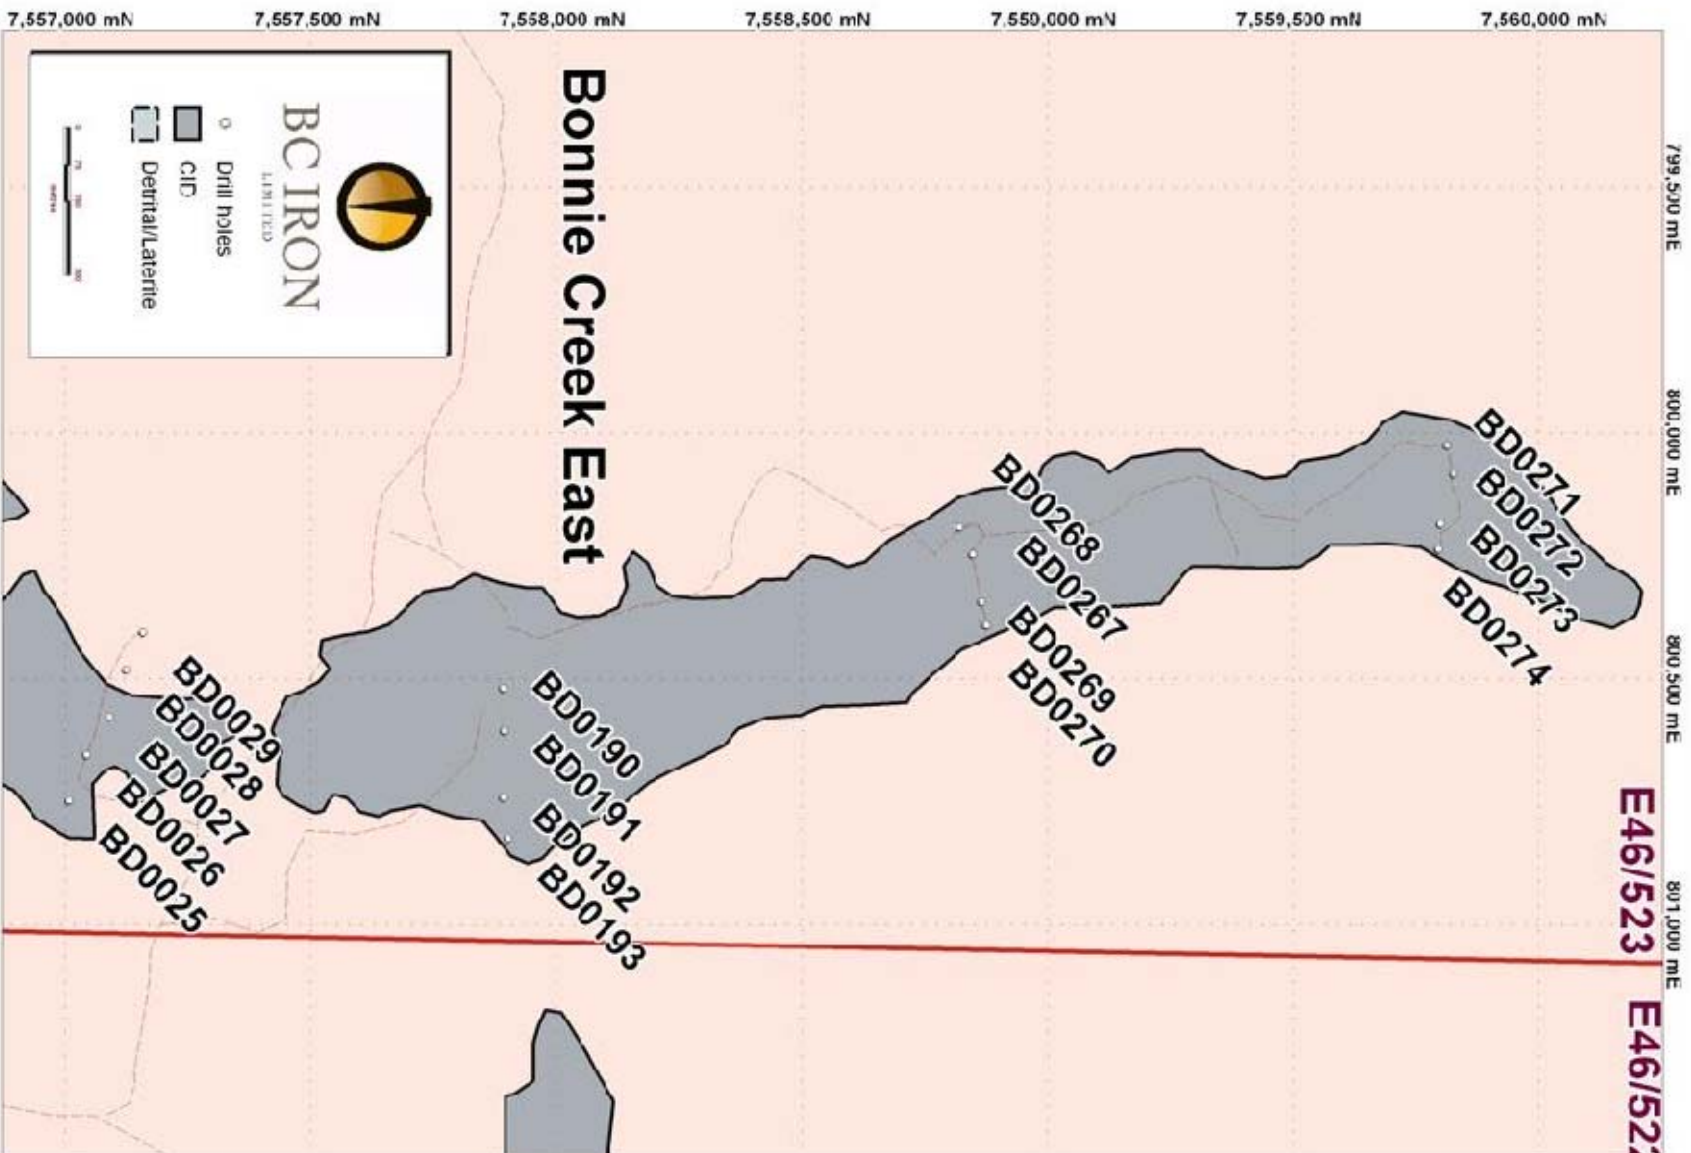 7,557,000 mN
7,557,500 mN
7,558,000 mN
7,558,500 mN
7,559,000 mN
7,559,500 mN
7,560,000 mN
799,500 mE
800,000 mE
800,500 mE
801,000 mE
BC IRON
LIMITED
Drill holes
CID
Detrital/Laterite
metres
Bonnie Creek East
BD0271
BD0272
BD0273
BD0274
BD0268
BD0267
BD0269
BD0270
BD0190
BD0191
BD0192
BD0193
BD0029
BD0028
BD0027
BD0026
BD0025
E46/523
E46/522